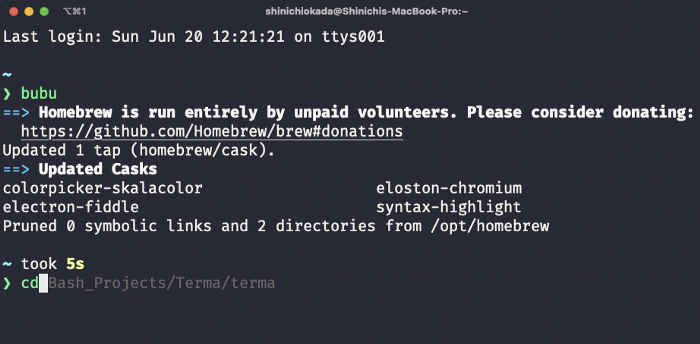 ⌥⌘1 shinichiokada@Shinichis-MacBook-Pro:~
Last login: Sun Jun 20 12:21:21 on ttys001
~
❯ bubu
==> Homebrew is run entirely by unpaid volunteers. Please consider donating:
https://github.com/Homebrew/brew#donations
Updated 1 tap (homebrew/cask).
==> Updated Casks
colorpicker-skalacolor eloston-chromium
electron-fiddle syntax-highlight
Pruned 0 symbolic links and 2 directories from /opt/homebrew
~ took 5s
❯ cd Bash_Projects/Terma/terma